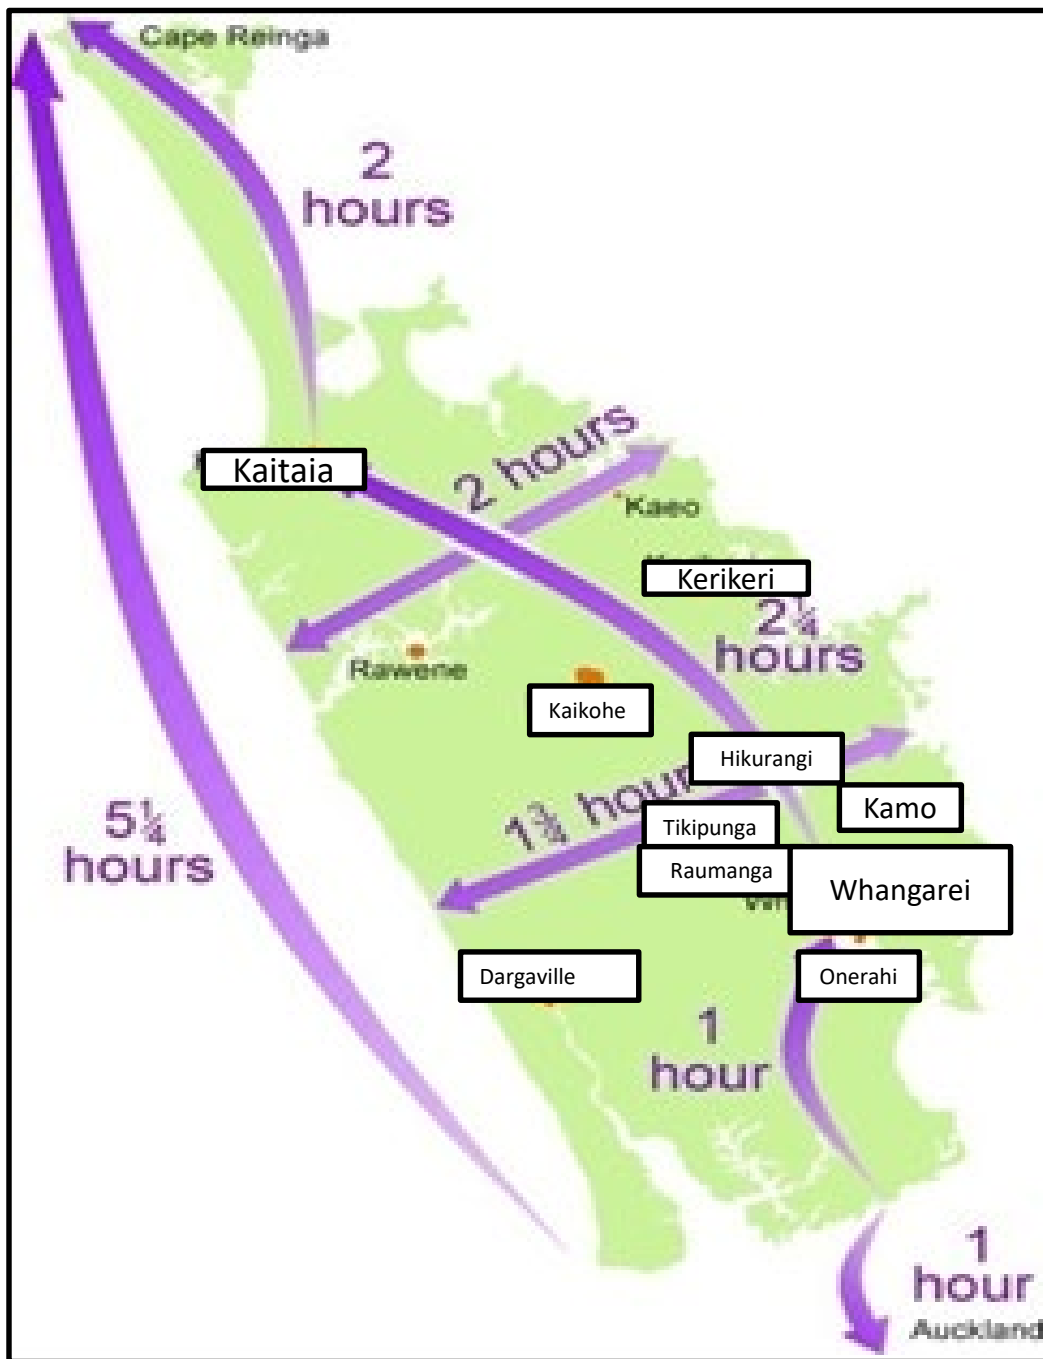 Cape Reinga
2
hours
2 hours
Kaitaia
Kaeo
Kerikeri
2¼
hours
Rawene
Kaikohe
Hikurangi
1¾ hour
Kamo
5¼
hours
Tikipunga
Raumanga
Whangarei
Dargaville
Onerahi
1
hour
1
hour
Auckland